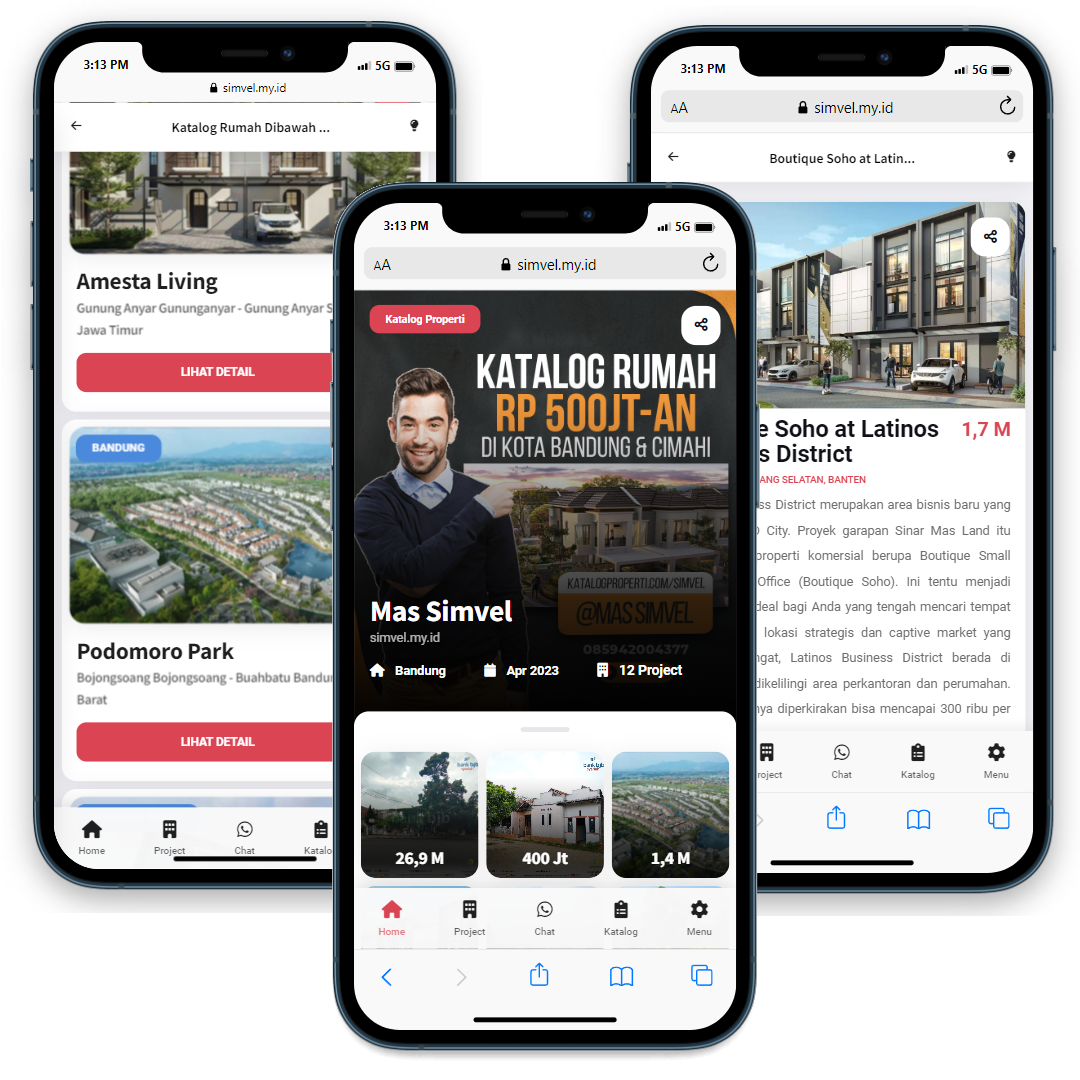 3:13 PM
5G
simvel.my.id
Katalog Rumah Dibawah ...
Amesta Living
Gunung Anyar Gununganyar - Gunung Anyar S
Jawa Timur
LIHAT DETAIL
BANDUNG
Podomoro Park
Bojongsoang Bojongsoang - Buahbatu Bandu
Barat
LIHAT DETAIL
Home Project Chat Katalo
3:13 PM
5G
AA simvel.my.id
Katalog Properti
KATALOG RUMAH
RP 500JT-AN
DI KOTA BANDUNG & CIMAHI
KATALOGPROPERTI.COM/SIMVEL
@MAS SIMVEL
085942004377
Mas Simvel
simvel.my.id
Bandung Apr 2023 12 Project
bank bjb
bank bjb
26,9 M 400 Jt 1,4 M
Home Project Chat Katalog Menu
3:13 PM
5G
AA simvel.my.id
Boutique Soho at Latin...
e Soho at Latinos 1,7 M
s District
ANG SELATAN, BANTEN
ss District merupakan area bisnis baru yang
City. Proyek garapan Sinar Mas Land itu
properti komersial berupa Boutique Small
Office (Boutique Soho). Ini tentu menjadi
deal bagi Anda yang tengah mencari tempat
lokasi strategis dan captive market yang
ngat, Latinos Business District berada di
dikelilingi area perkantoran dan perumahan.
nya diperkirakan bisa mencapai 300 ribu per
roject Chat Katalog Menu